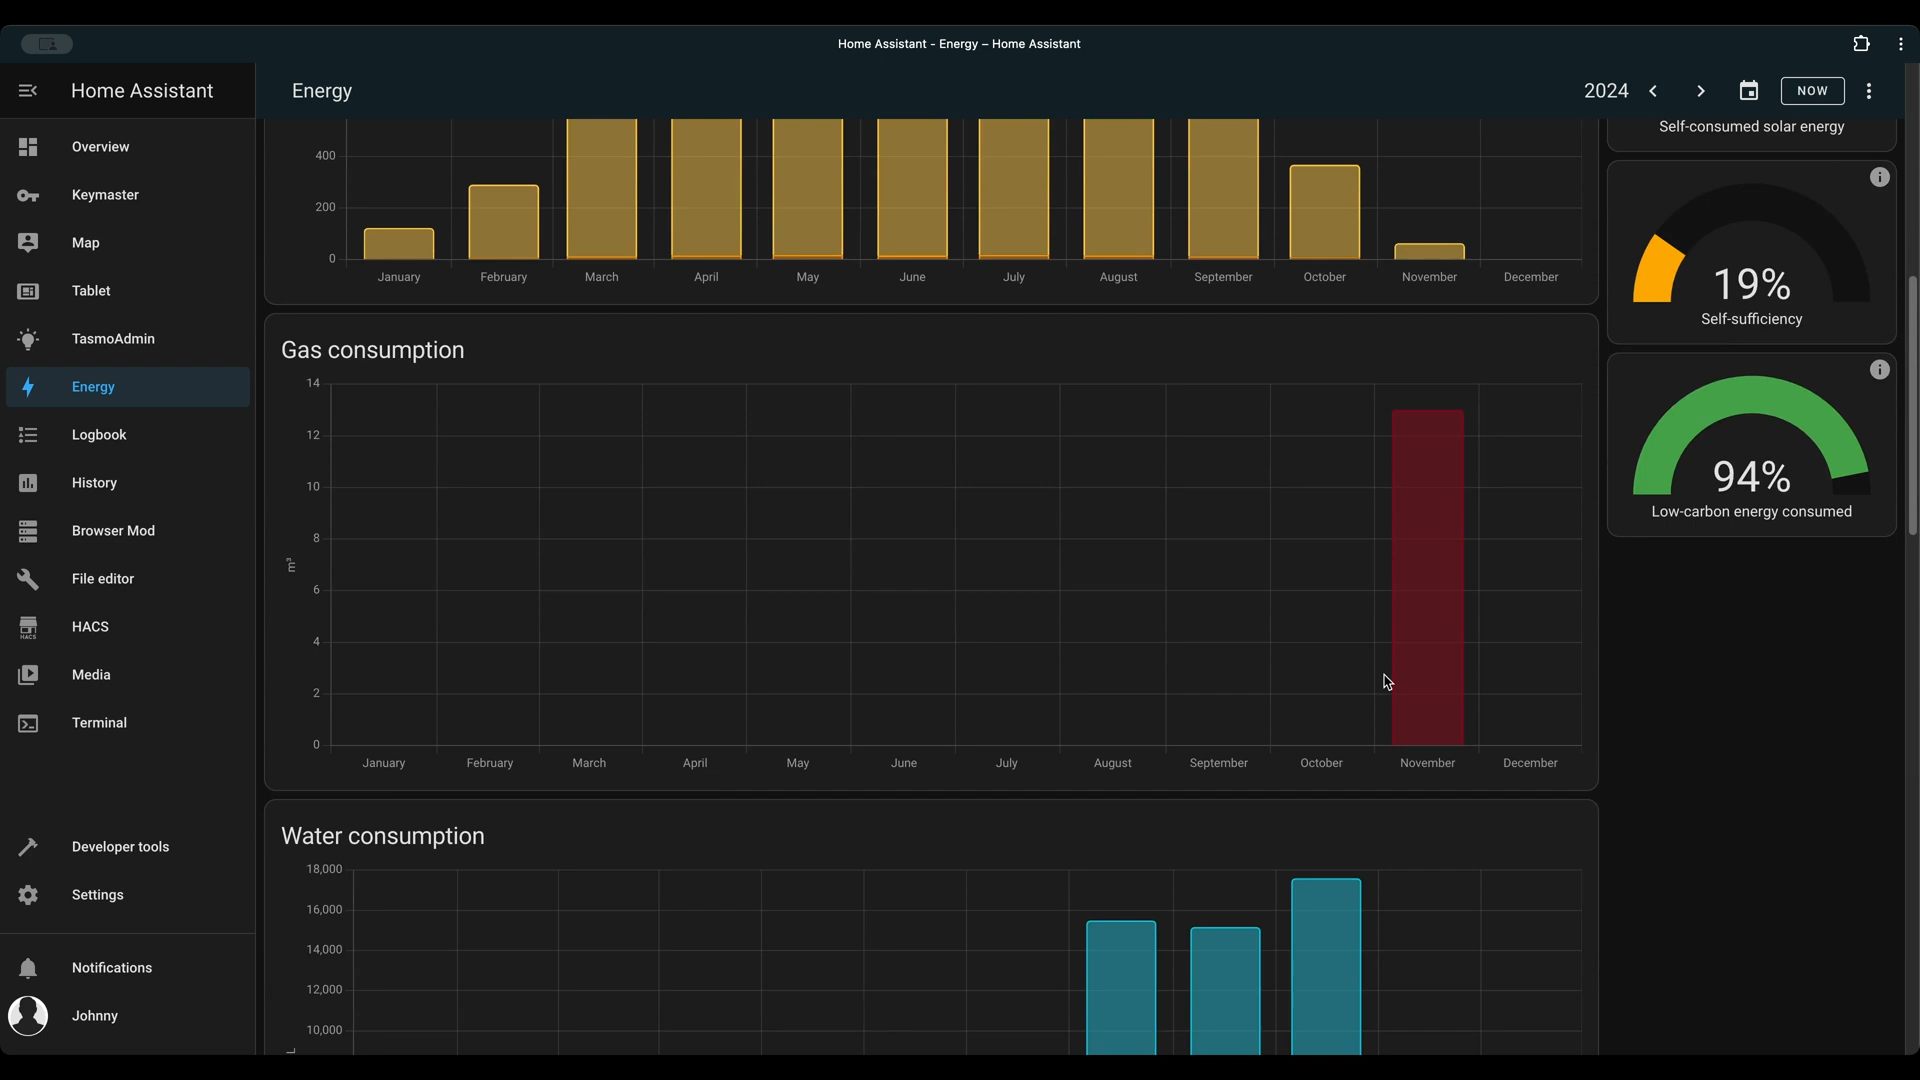 Home Assistant - Energy – Home Assistant
Home Assistant
Energy
2024
NOW
Overview
Keymaster
Map
Tablet
TasmoAdmin
Energy
Logbook
History
Browser Mod
File editor
HACS
HACS
Media
Terminal
Developer tools
Settings
Notifications
Johnny
400
200
0
January February March April May June July August September October November December
Gas consumption
14
12
10
8
m³
6
4
2
0
January February March April May June July August September October November December
Water consumption
18,000
16,000
14,000
12,000
10,000
L
Self-consumed solar energy
19%
Self-sufficiency
94%
Low-carbon energy consumed